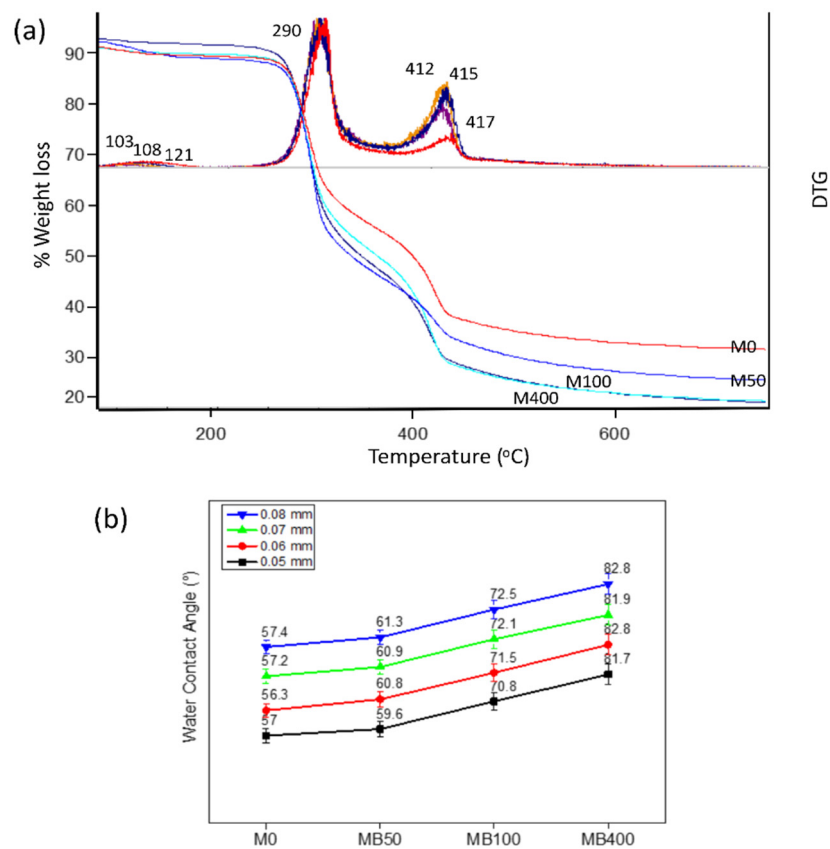 (a)
290
412
415
417
103
108
121
90
80
70
60
50
40
30
20
% Weight loss
DTG
M0
M50
M100
M400
200
400
600
Temperature (°C)
(b)
0.08 mm
0.07 mm
0.06 mm
0.05 mm
Water Contact Angle (°)
57.4
61.3
72.5
82.8
57.2
60.9
72.1
81.9
56.3
60.8
71.5
82.8
57
59.6
70.8
81.7
M0
MB50
MB100
MB400